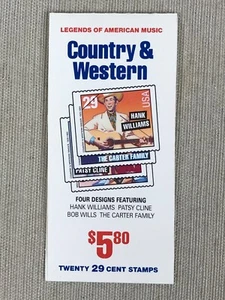 LEGENDS OF AMERICAN MUSIC
Country &
Western
29
HANK
WILLIAMS
USA
THE CARTER FAMILY
PATSY CLINE
FOUR DESIGNS FEATURING
HANK WILLIAMS PATSY CLINE
BOB WILLS THE CARTER FAMILY
$5.80
TWENTY 29 CENT STAMPS